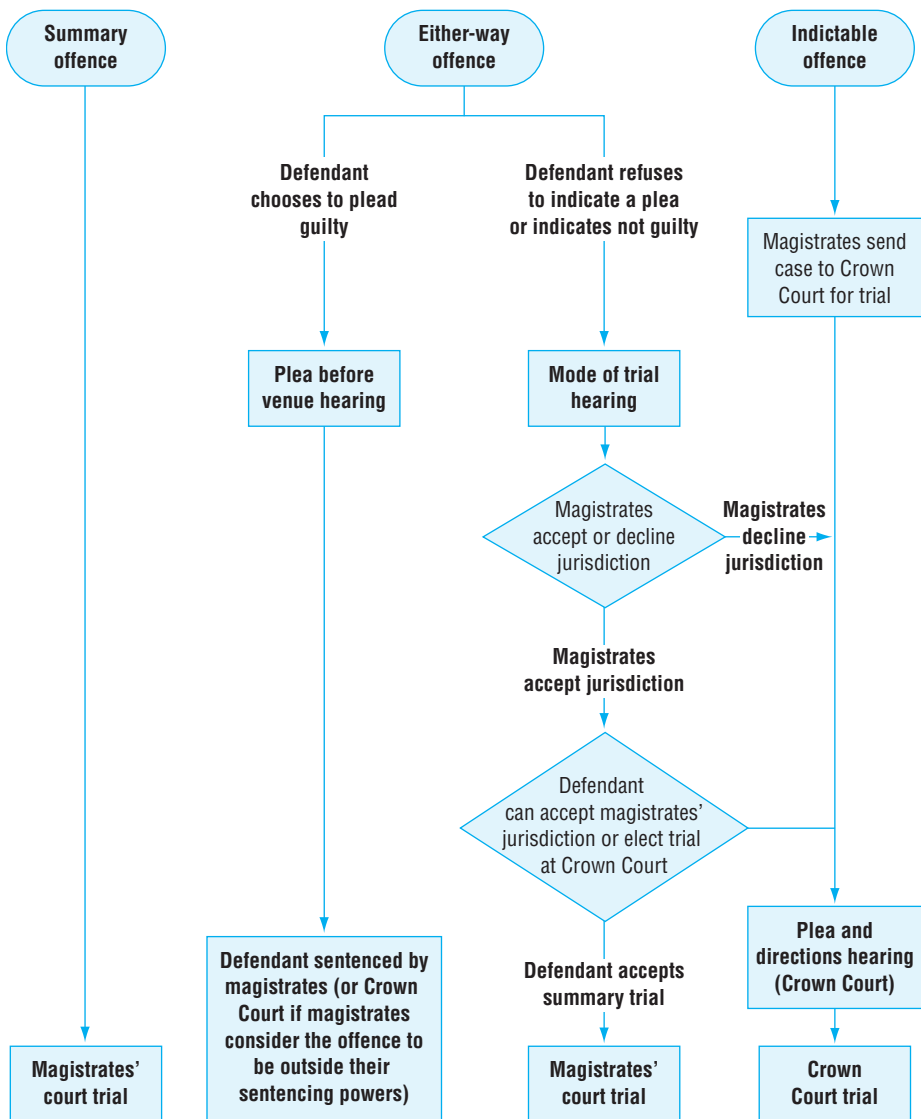 Summary
offence
Either-way
offence
Indictable
offence
Defendant
chooses to plead
guilty
Defendant refuses
to indicate a plea
or indicates not guilty
Magistrates send
case to Crown
Court for trial
Plea before
venue hearing
Mode of trial
hearing
Magistrates
accept or decline
jurisdiction
Magistrates
decline
jurisdiction
Magistrates
accept jurisdiction
Defendant
can accept magistrates’
jurisdiction or elect trial
at Crown Court
Defendant sentenced by
magistrates (or Crown
Court if magistrates
consider the offence to
be outside their
sentencing powers)
Defendant accepts
summary trial
Plea and
directions hearing
(Crown Court)
Magistrates’
court trial
Magistrates’
court trial
Crown
Court trial